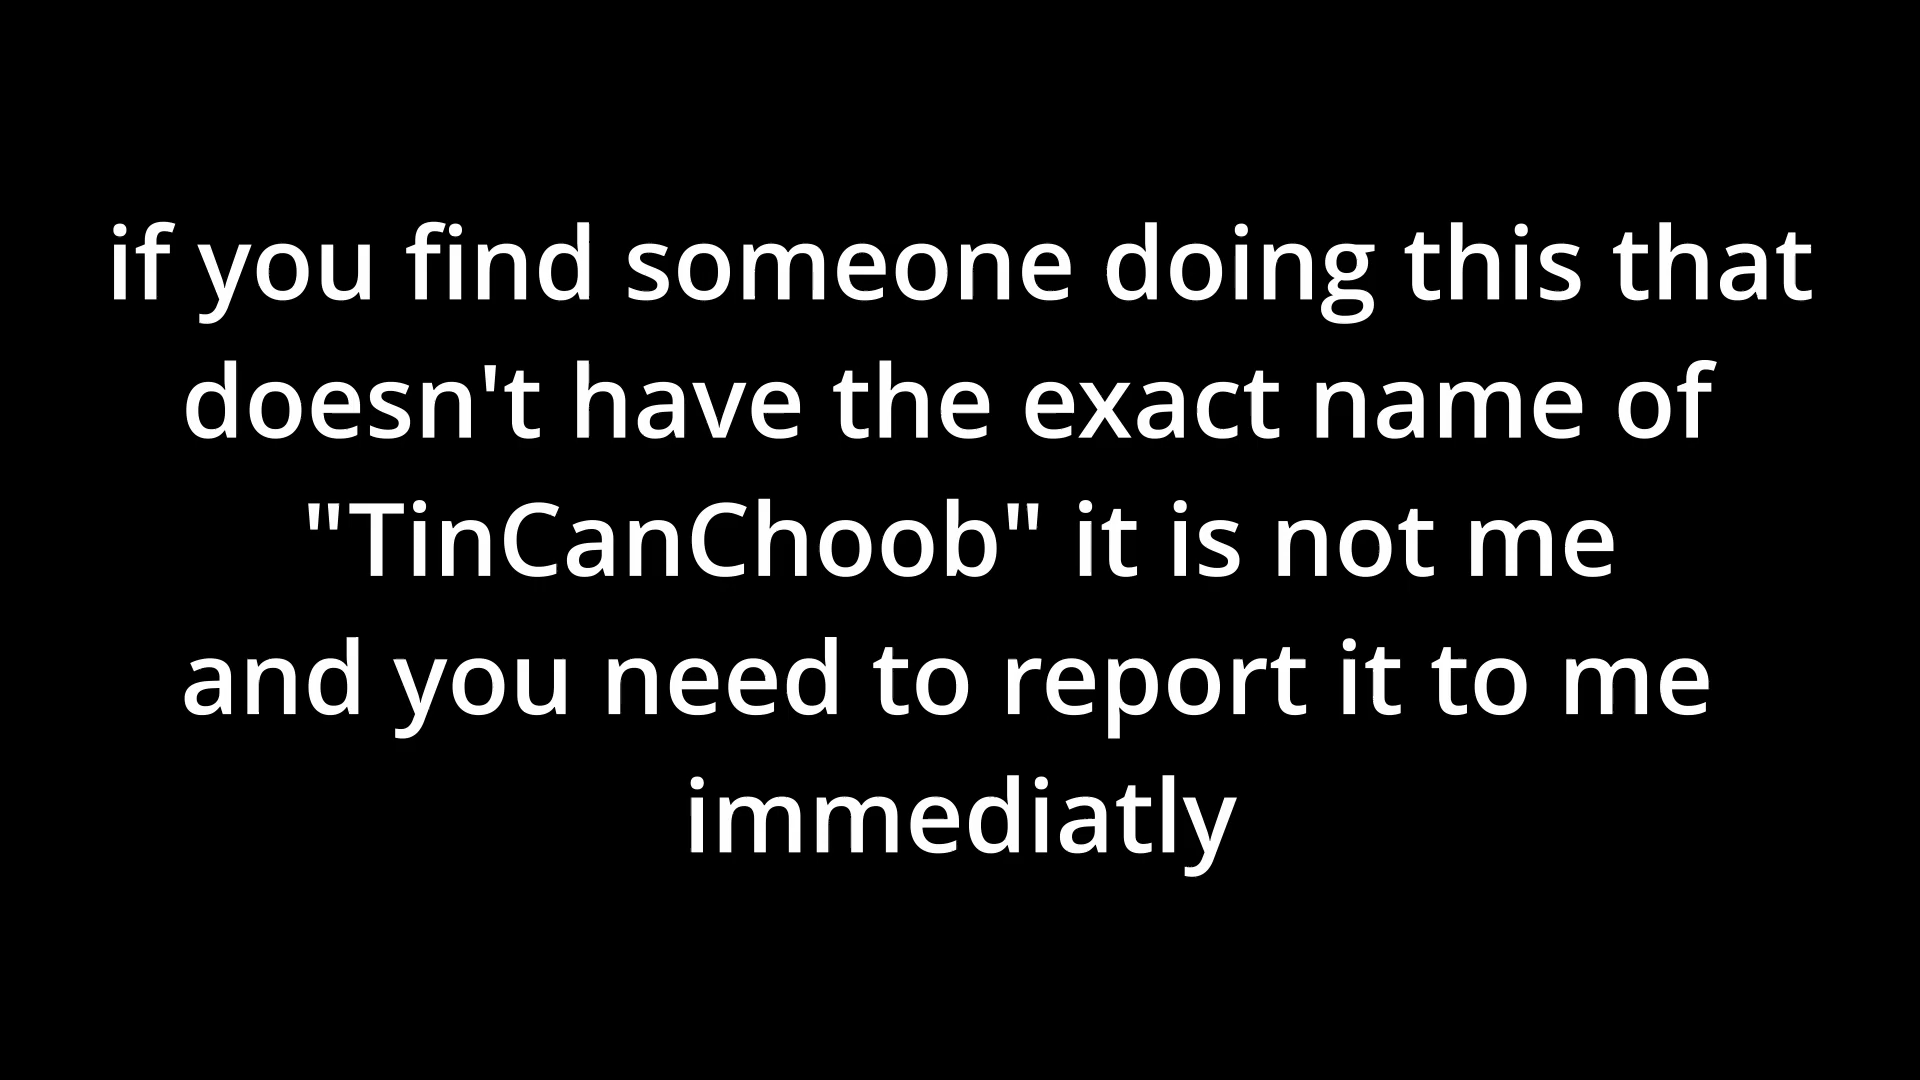 if you find someone doing this that
doesn't have the exact name of
"TinCanChoob" it is not me
and you need to report it to me
immediatly